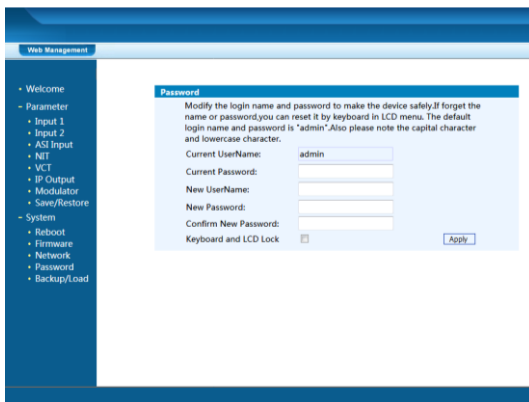 Web Management
• Welcome
- Parameter
• Input 1
• Input 2
• ASI Input
• NIT
• VCT
• IP Output
• Modulator
• Save/Restore
- System
• Reboot
• Firmware
• Network
• Password
• Backup/Load
Password
Modify the login name and password to make the device safely.If forget the
name or password,you can reset it by keyboard in LCD menu. The default
login name and password is "admin".Also please note the capital character
and lowercase character.
Current UserName: admin
Current Password:
New UserName:
New Password:
Confirm New Password:
Keyboard and LCD Lock Apply